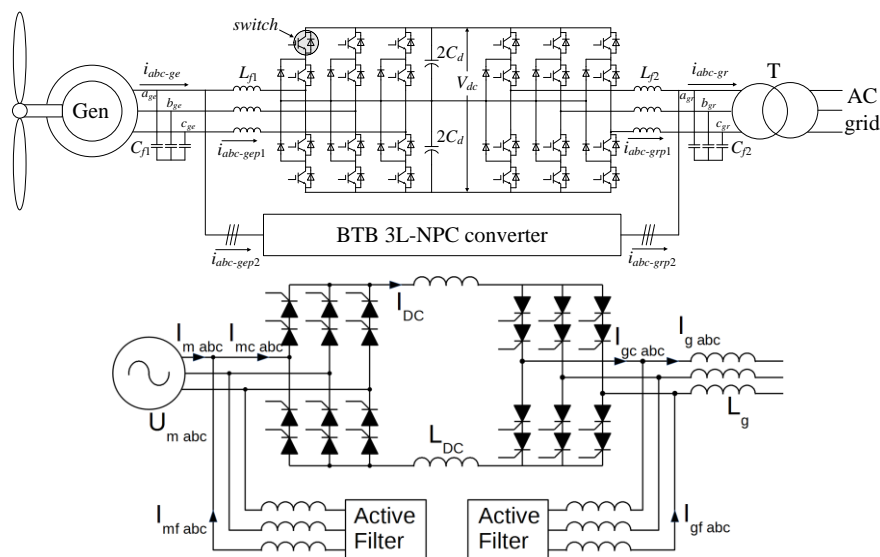 switch
i_abc-ge
L_f1
2C_d
V_dc
L_f2
i_abc-gr
T
a_ge
b_ge
c_ge
a_gr
b_gr
c_gr
Gen
AC
grid
C_f1
i_abc-gep1
2C_d
i_abc-grp1
C_f2
BTB 3L-NPC converter
i_abc-gep2
i_abc-grp2
I_DC
I_m abc
I_mc abc
I_gc abc
I_g abc
U_m abc
L_DC
L_g
I_mf abc
Active
Filter
Active
Filter
I_gf abc